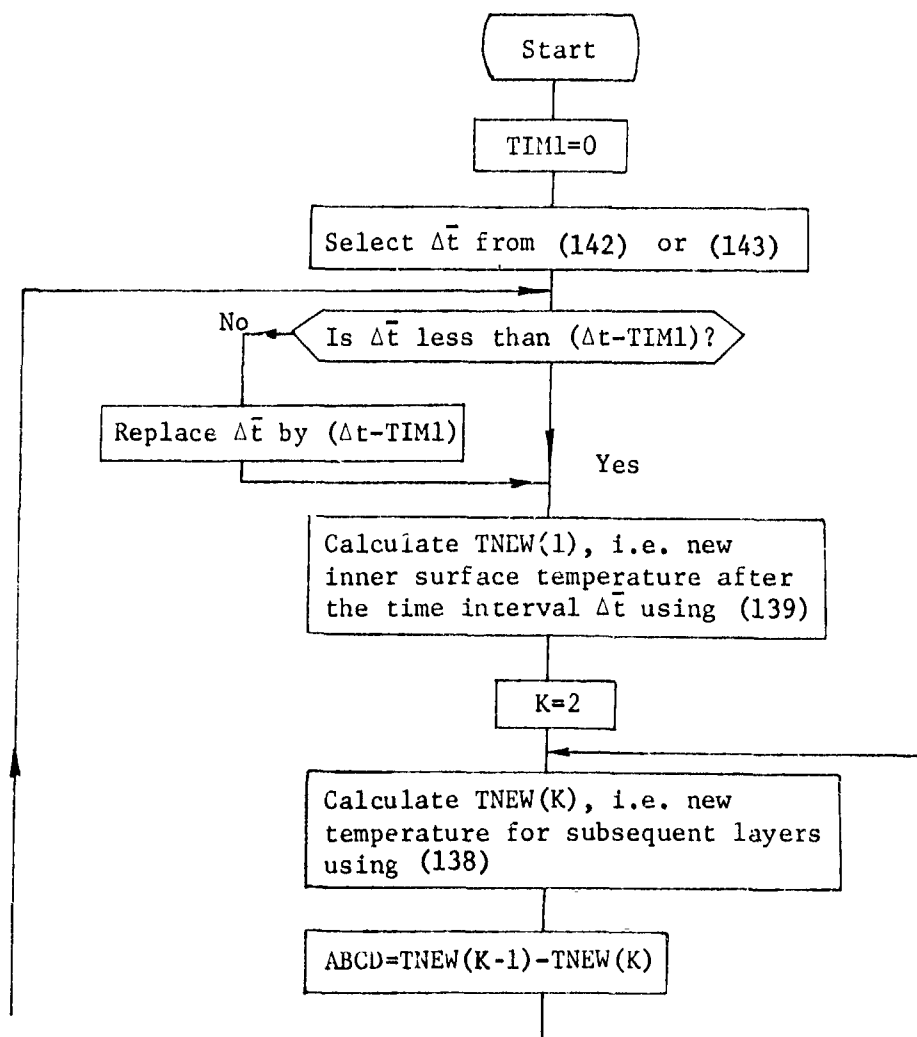 Start
TIM1=0
Select Δt̄ from (142) or (143)
No
Is Δt̄ less than (Δt-TIM1)?
Replace Δt̄ by (Δt-TIM1)
Yes
Calculate TNEW(1), i.e. new
inner surface temperature after
the time interval Δt̄ using (139)
K=2
Calculate TNEW(K), i.e. new
temperature for subsequent layers
using (138)
ABCD=TNEW(K-1)-TNEW(K)